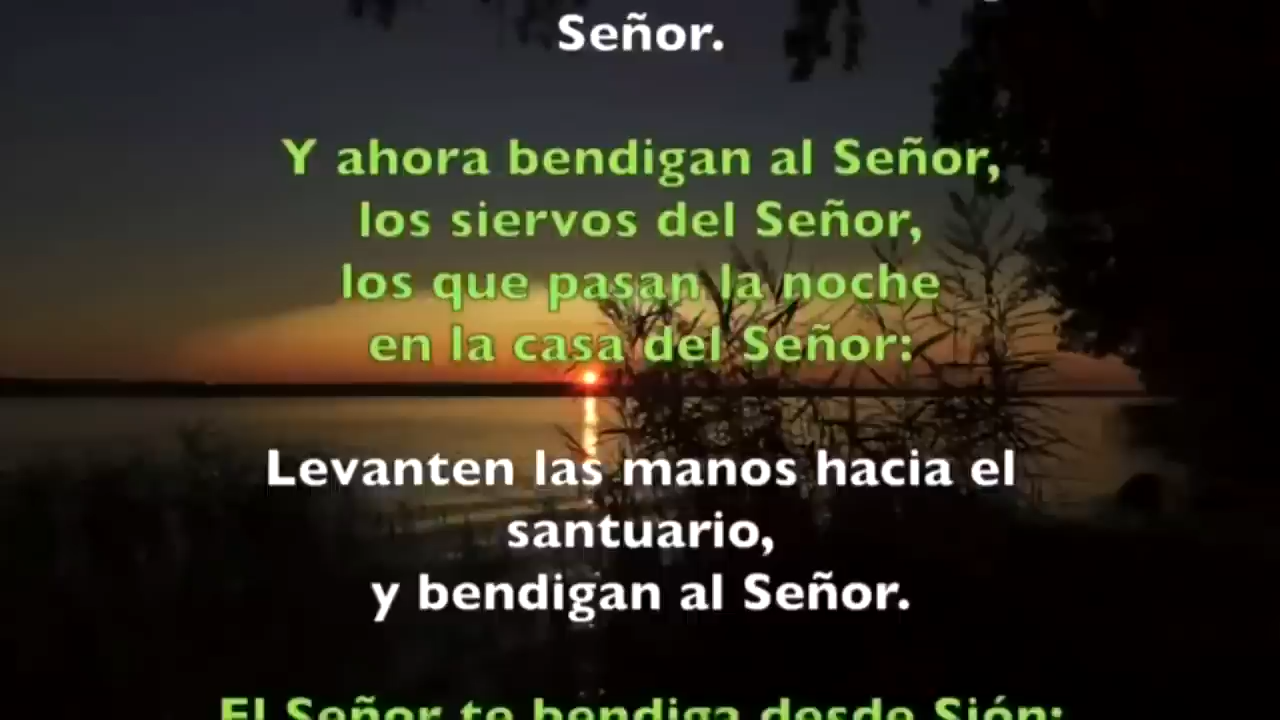 Señor.
Y ahora bendigan al Señor,
los siervos del Señor,
los que pasan la noche
en la casa del Señor:
Levanten las manos hacia el
santuario,
y bendigan al Señor.
El Señor te bendiga desde Sión: